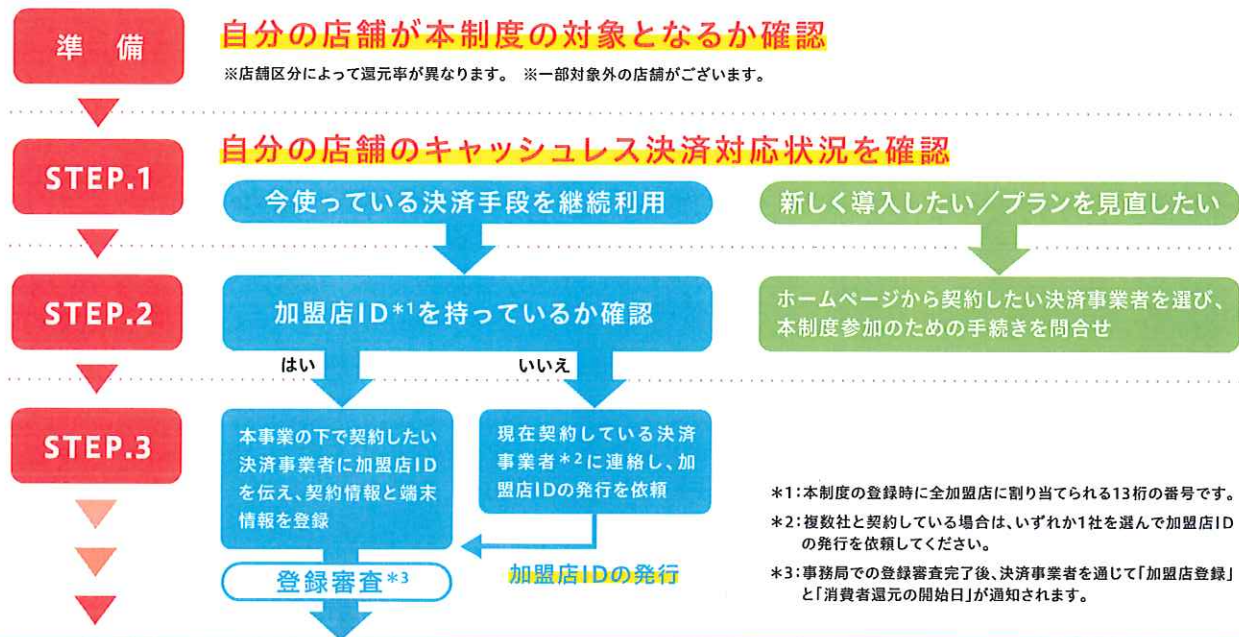 準 備
自分の店舗が本制度の対象となるか確認
※店舗区分によって還元率が異なります。 ※一部対象外の店舗がございます。
STEP.1
自分の店舗のキャッシュレス決済対応状況を確認
今使っている決済手段を継続利用
新しく導入したい／プランを見直したい
STEP.2
加盟店ID*1を持っているか確認
ホームページから契約したい決済事業者を選び、
本制度参加のための手続きを問合せ
はい
いいえ
STEP.3
本事業の下で契約したい
決済事業者に加盟店ID
を伝え、契約情報と端末
情報を登録
現在契約している決済
事業者*2に連絡し、加
盟店IDの発行を依頼
加盟店IDの発行
登録審査*3
*1:本制度の登録時に全加盟店に割り当てられる13桁の番号です。
*2:複数社と契約している場合は、いずれか1社を選んで加盟店ID
の発行を依頼してください。
*3:事務局での登録審査完了後、決済事業者を通じて「加盟店登録」
と「消費者還元の開始日」が通知されます。